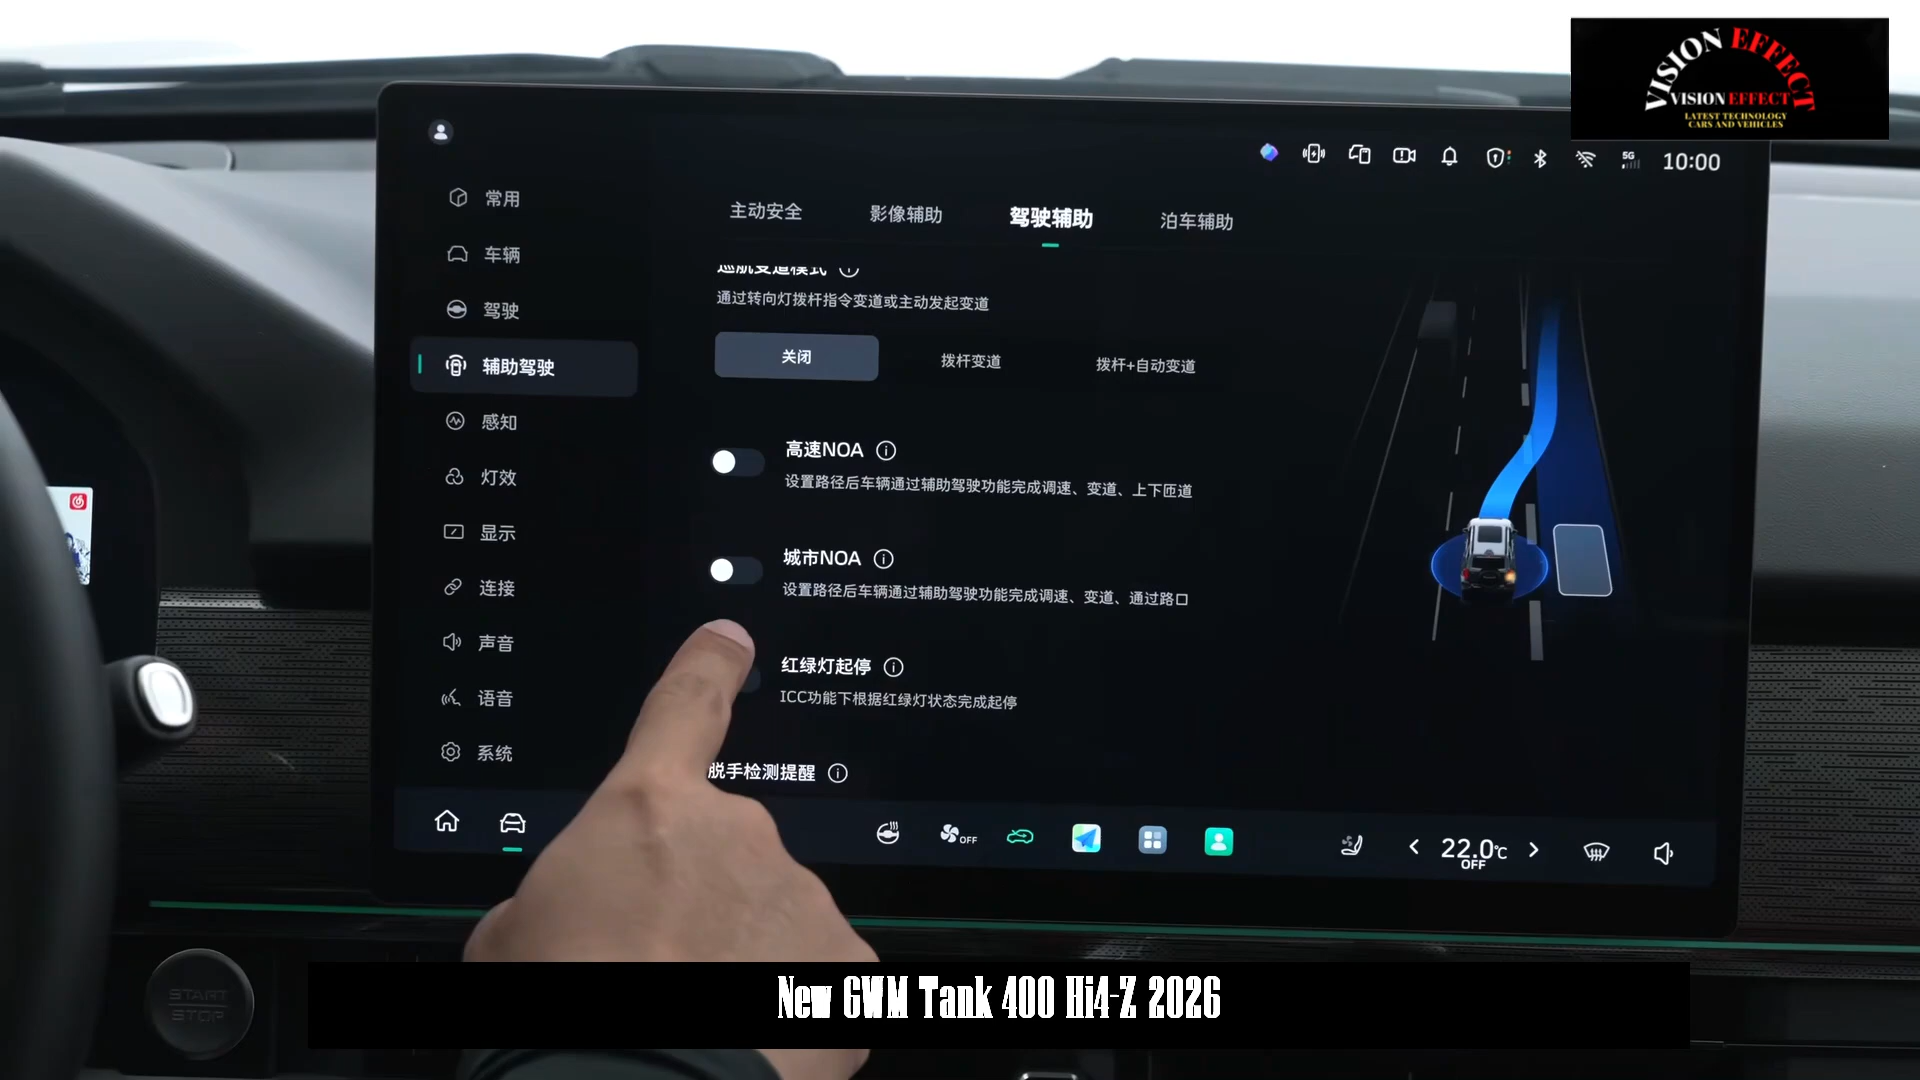 VISION EFFECT
VISION EFFECT
LATEST TECHNOLOGY
CARS AND VEHICLES
5G
10:00
常用
车辆
驾驶
辅助驾驶
感知
灯效
显示
连接
声音
语音
系统
主动安全
影像辅助
驾驶辅助
泊车辅助
巡航变道模式
通过转向灯拨杆指令变道或主动发起变道
关闭
拨杆变道
拨杆+自动变道
高速NOA
设置路径后车辆通过辅助驾驶功能完成调速、变道、上下匝道
城市NOA
设置路径后车辆通过辅助驾驶功能完成调速、变道、通过路口
红绿灯起停
ICC功能下根据红绿灯状态完成起停
脱手检测提醒
OFF
22.0℃
OFF
START
STOP
New GWM Tank 400 Hi4-Z 2026